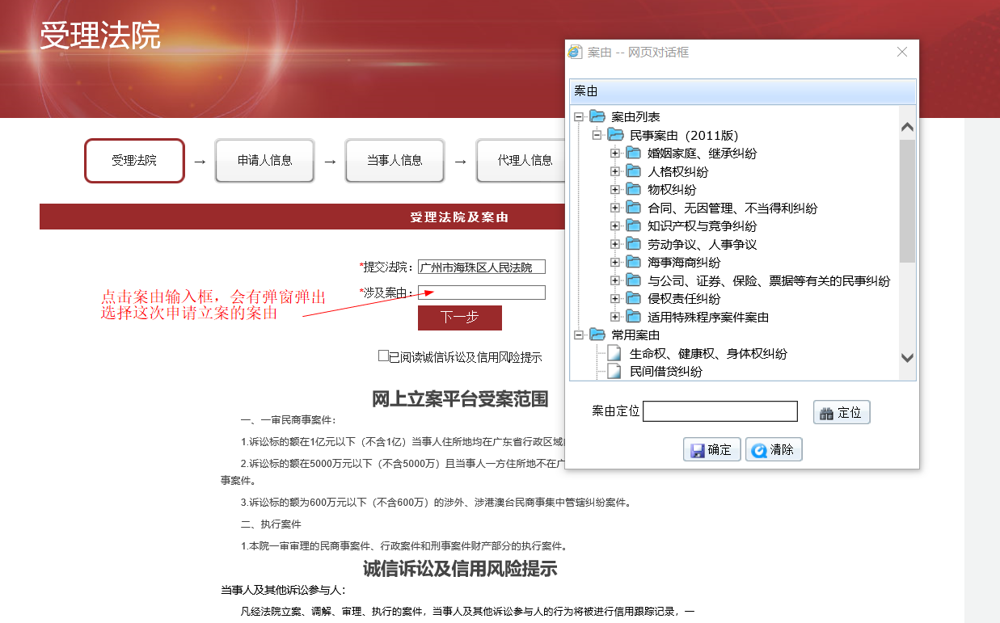 受理法院
受理法院 → 申请人信息 → 当事人信息 → 代理人信息
受理法院及案由
*提交法院：广州市海珠区人民法院
*涉及案由：
点击案由输入框，会有弹窗弹出
选择这次申请立案的案由
下一步
已阅读诚信诉讼及信用风险提示
网上立案平台受案范围
一、一审民商事案件：
1.诉讼标的额在1亿元以下（不含1亿）当事人住所地均在广东省行政区域
2.诉讼标的额在5000万元以下（不含5000万）且当事人一方住所地不在广
事案件。
3.诉讼标的额为600万元以下（不含600万）的涉外、涉港澳台民商事集中管辖纠纷案件。
二、执行案件
1.本院一审审理的民商事案件、行政案件和刑事案件财产部分的执行案件。
诚信诉讼及信用风险提示
当事人及其他诉讼参与人：
凡经法院立案、调解、审理、执行的案件，当事人及其他诉讼参与人的行为将被进行信用跟踪记录，一
案由 -- 网页对话框
案由
案由列表
民事案由（2011版）
婚姻家庭、继承纠纷
人格权纠纷
物权纠纷
合同、无因管理、不当得利纠纷
知识产权与竞争纠纷
劳动争议、人事争议
海事海商纠纷
与公司、证券、保险、票据等有关的民事纠纷
侵权责任纠纷
适用特殊程序案件案由
常用案由
生命权、健康权、身体权纠纷
民间借贷纠纷
案由定位 定位
确定 清除